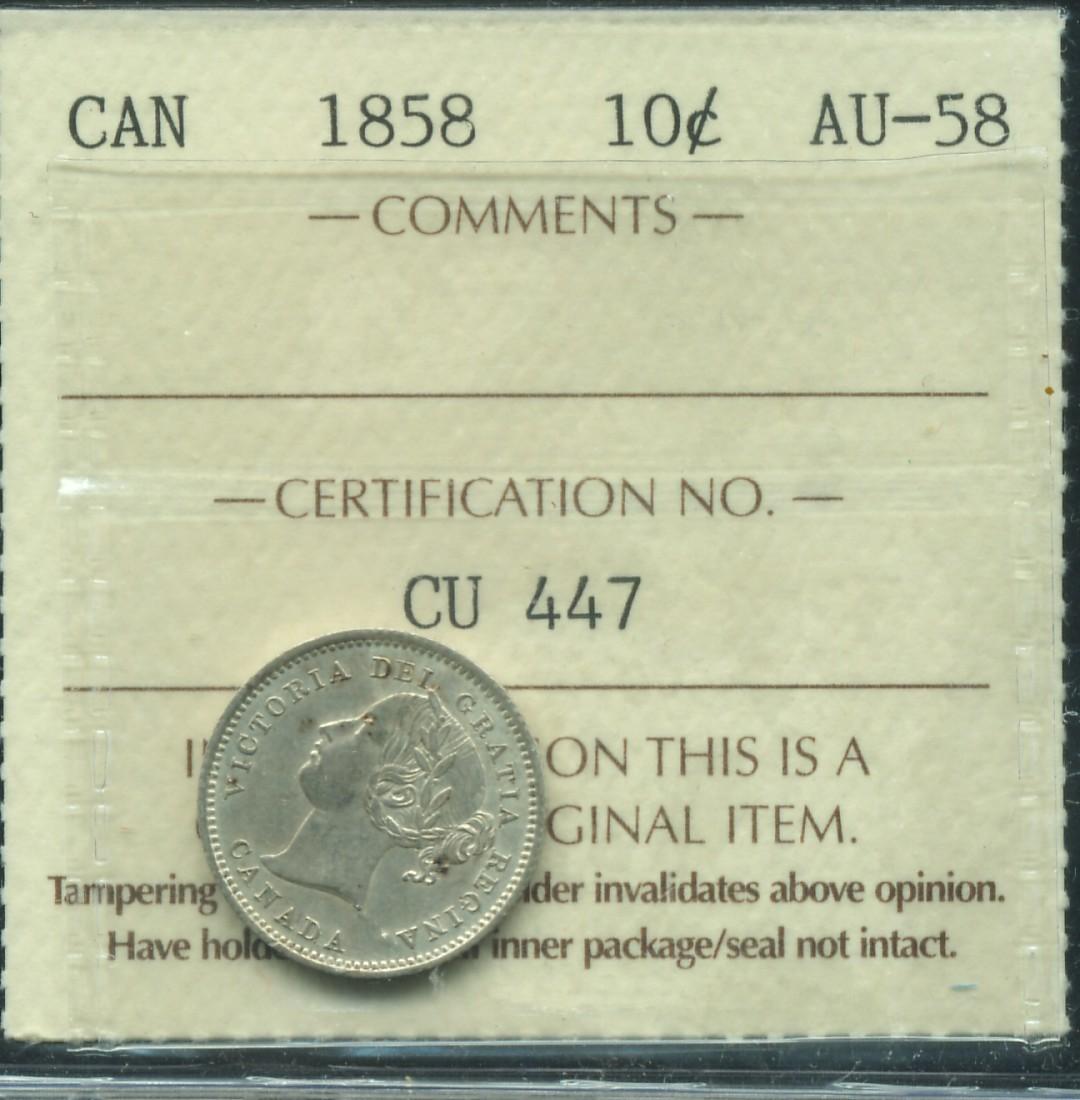 CAN 1858 10¢ AU-58
— COMMENTS —
— CERTIFICATION NO. —
CU 447
VICTORIA DEI GRATIA REGINA
CANADA
ON THIS IS A
GINAL ITEM.
Tampering lder invalidates above opinion.
Have hold inner package/seal not intact.